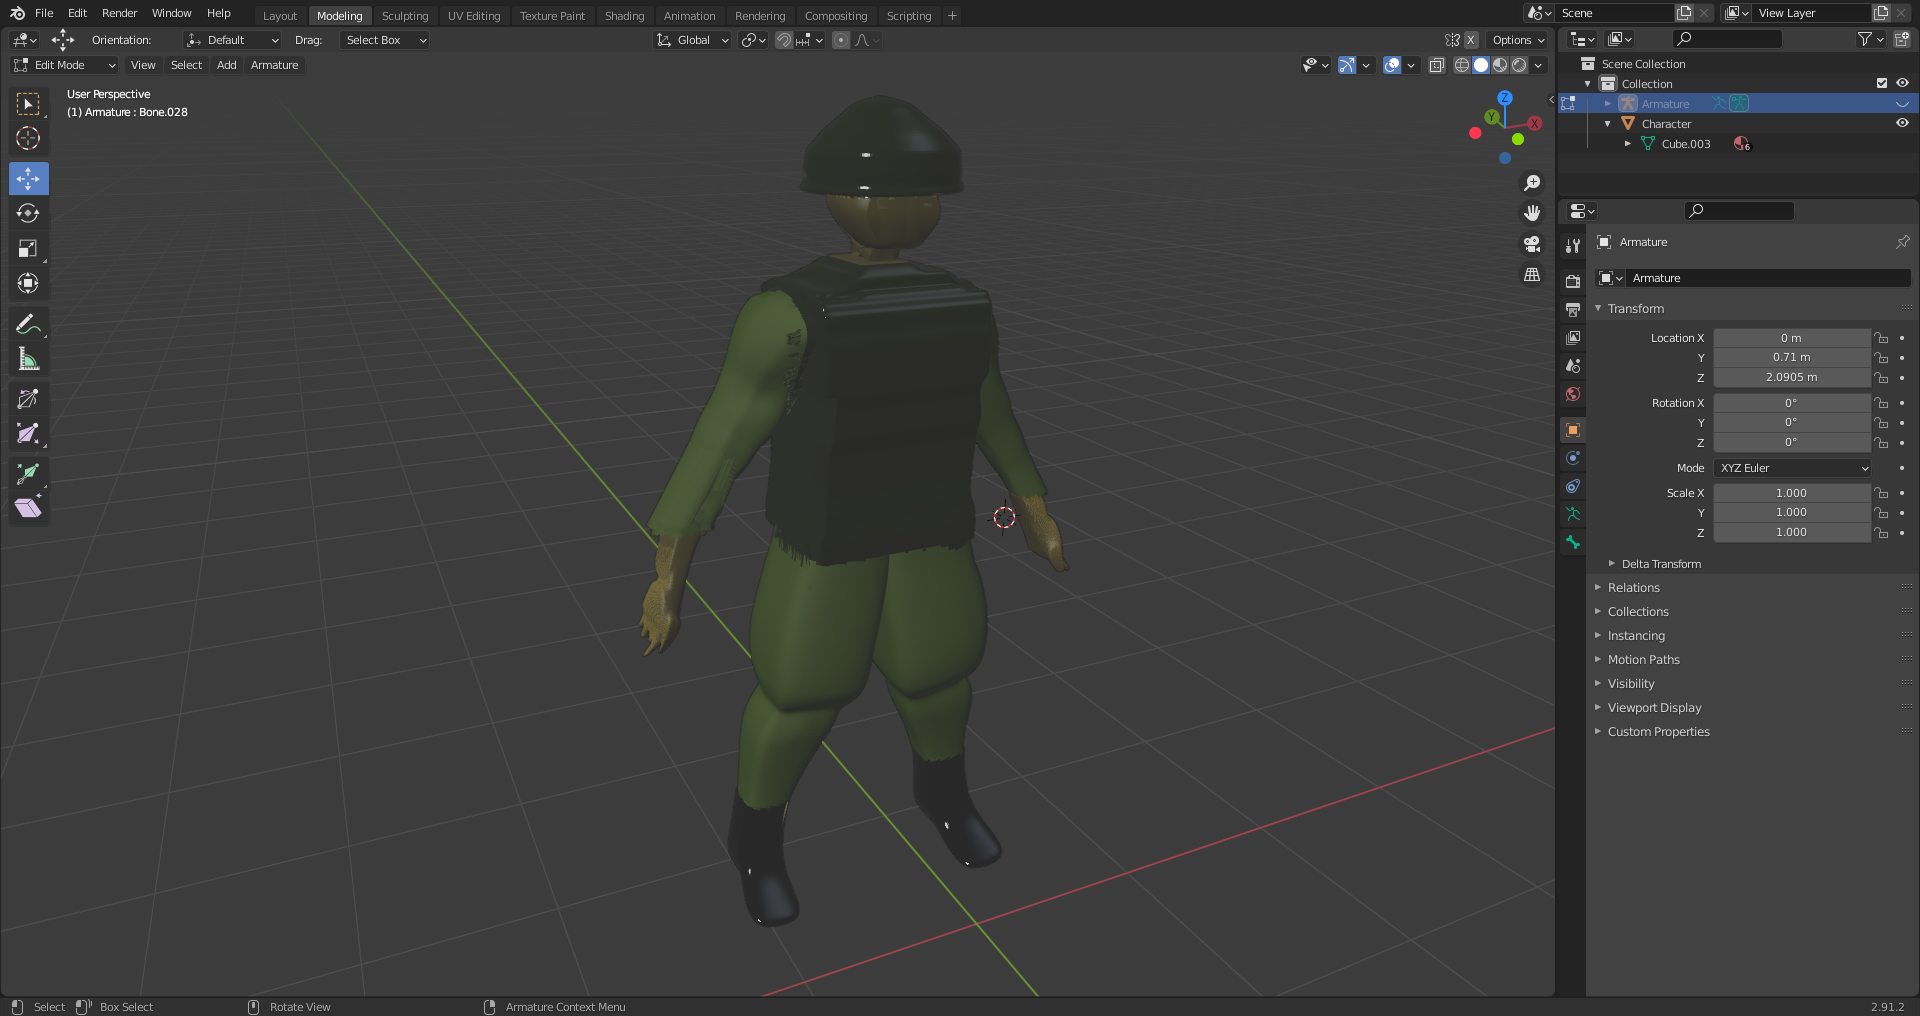 File Edit Render Window Help Layout Modeling Sculpting UV Editing Texture Paint Shading Animation Rendering Compositing Scripting + Scene View Layer
Orientation: Default Drag: Select Box Global X Options
Edit Mode View Select Add Armature
User Perspective
(1) Armature : Bone.028
Z
Y
X
Scene Collection
Collection
Armature
Character
Cube.003 6
Armature
Armature
Transform
Location X 0 m
Y 0.71 m
Z 2.0905 m
Rotation X 0°
Y 0°
Z 0°
Mode XYZ Euler
Scale X 1.000
Y 1.000
Z 1.000
Delta Transform
Relations
Collections
Instancing
Motion Paths
Visibility
Viewport Display
Custom Properties
Select Box Select Rotate View Armature Context Menu 2.91.2